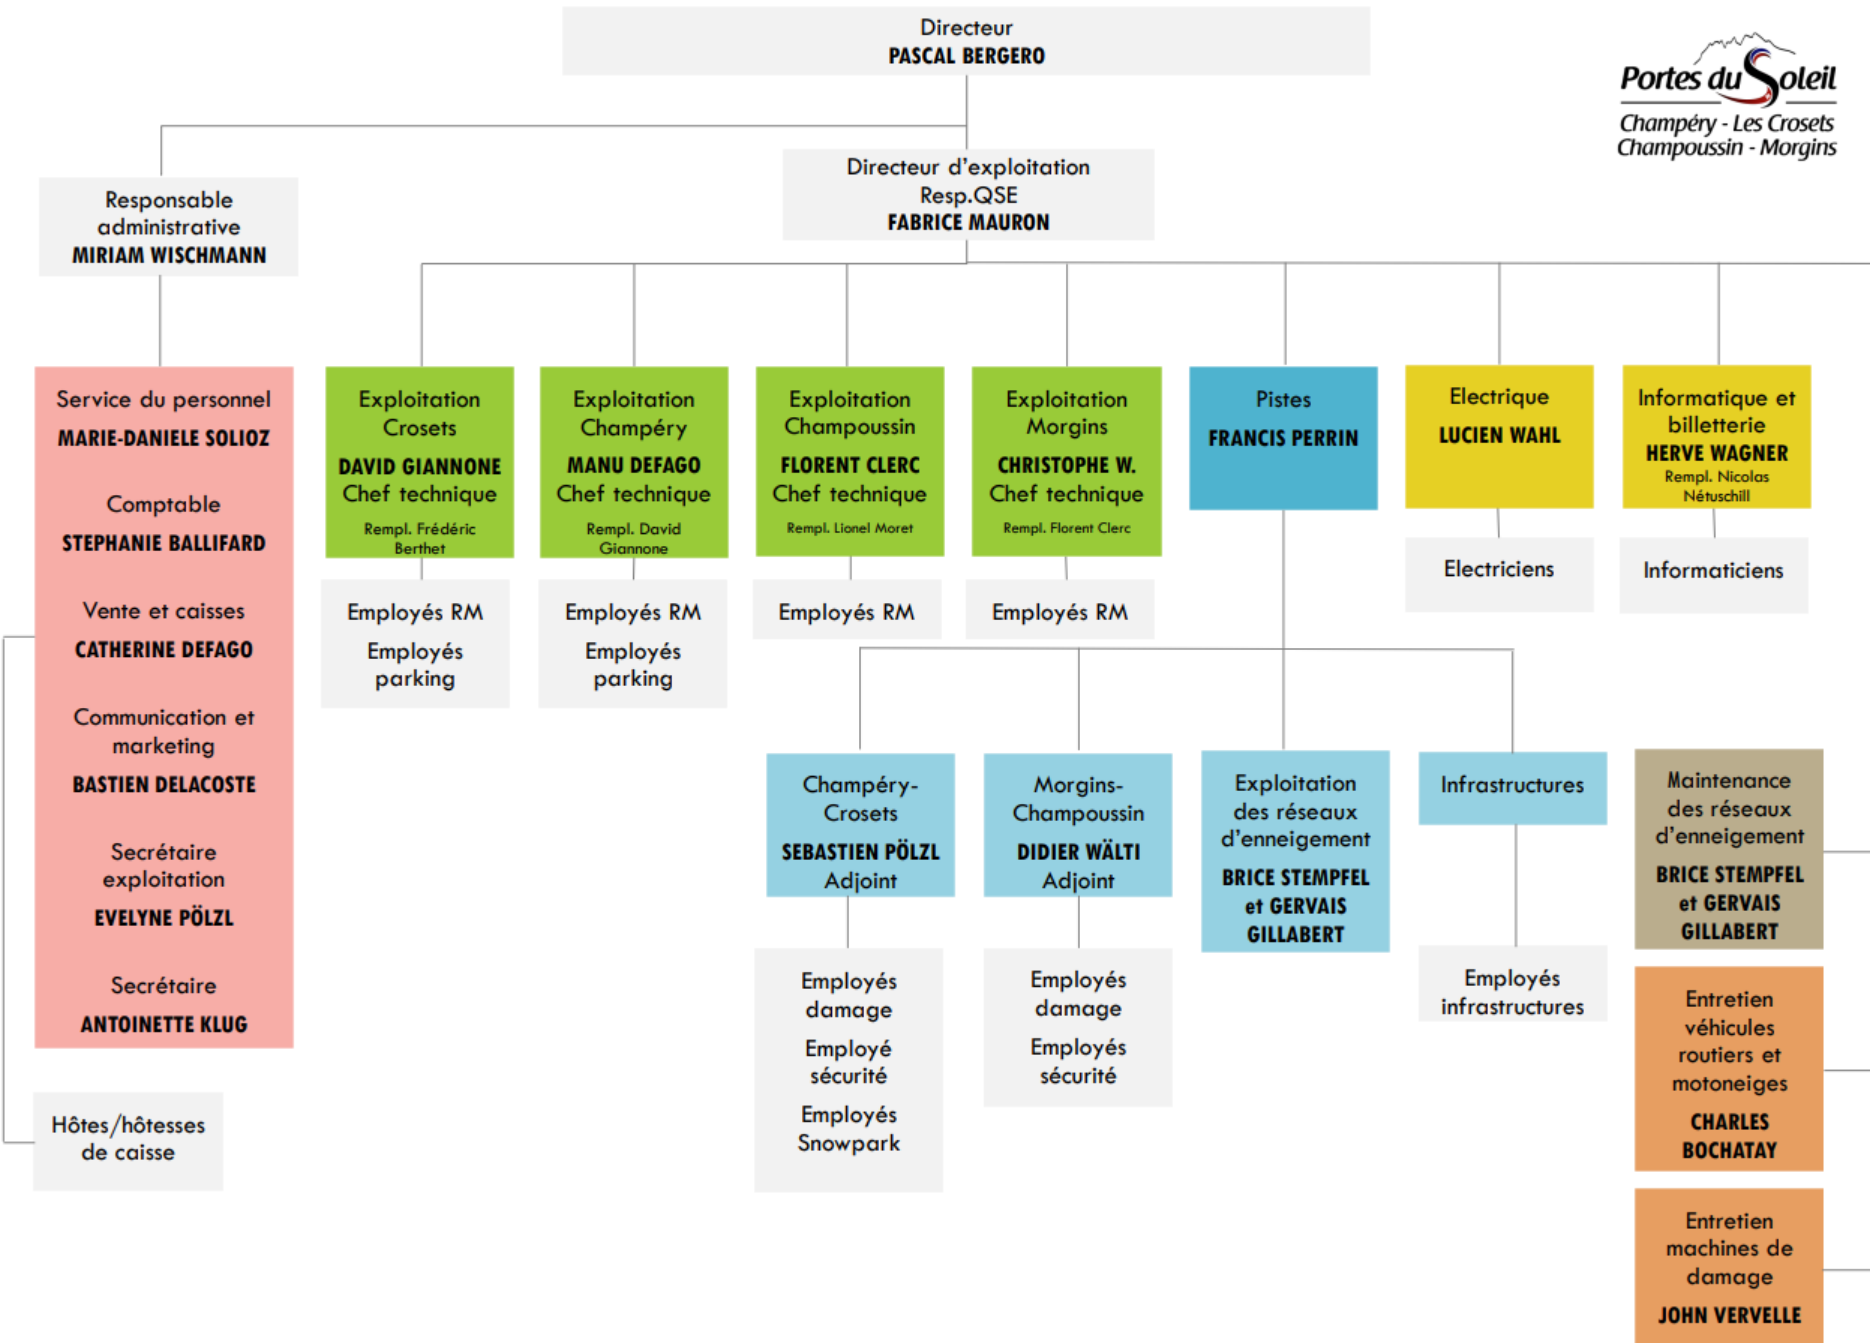 Directeur
PASCAL BERGERO
Portes du Soleil
Champéry - Les Crosets
Champoussin - Morgins
Directeur d'exploitation
Resp.QSE
FABRICE MAURON
Responsable
administrative
MIRIAM WISCHMANN
Service du personnel
MARIE-DANIELE SOLIOZ
Comptable
STEPHANIE BALLIFARD
Vente et caisses
CATHERINE DEFAGO
Communication et
marketing
BASTIEN DELACOSTE
Secrétaire
exploitation
EVELYNE PÖLZL
Secrétaire
ANTOINETTE KLUG
Hôtes/hôtesses
de caisse
Exploitation
Crosets
DAVID GIANNONE
Chef technique
Rempl. Frédéric
Berthet
Employés RM
Employés
parking
Exploitation
Champéry
MANU DEFAGO
Chef technique
Rempl. David
Giannone
Employés RM
Employés
parking
Exploitation
Champoussin
FLORENT CLERC
Chef technique
Rempl. Lionel Moret
Employés RM
Exploitation
Morgins
CHRISTOPHE W.
Chef technique
Rempl. Florent Clerc
Employés RM
Pistes
FRANCIS PERRIN
Electrique
LUCIEN WAHL
Electriciens
Informatique et
billetterie
HERVE WAGNER
Rempl. Nicolas
Nétuschill
Informaticiens
Champéry-
Crosets
SEBASTIEN PÖLZL
Adjoint
Employés
damage
Employé
sécurité
Employés
Snowpark
Morgins-
Champoussin
DIDIER WÄLTI
Adjoint
Employés
damage
Employés
sécurité
Exploitation
des réseaux
d'enneigement
BRICE STEMPFEL
et GERVAIS
GILLABERT
Infrastructures
Employés
infrastructures
Maintenance
des réseaux
d'enneigement
BRICE STEMPFEL
et GERVAIS
GILLABERT
Entretien
véhicules
routiers et
motoneiges
CHARLES
BOCHATAY
Entretien
machines de
damage
JOHN VERVELLE